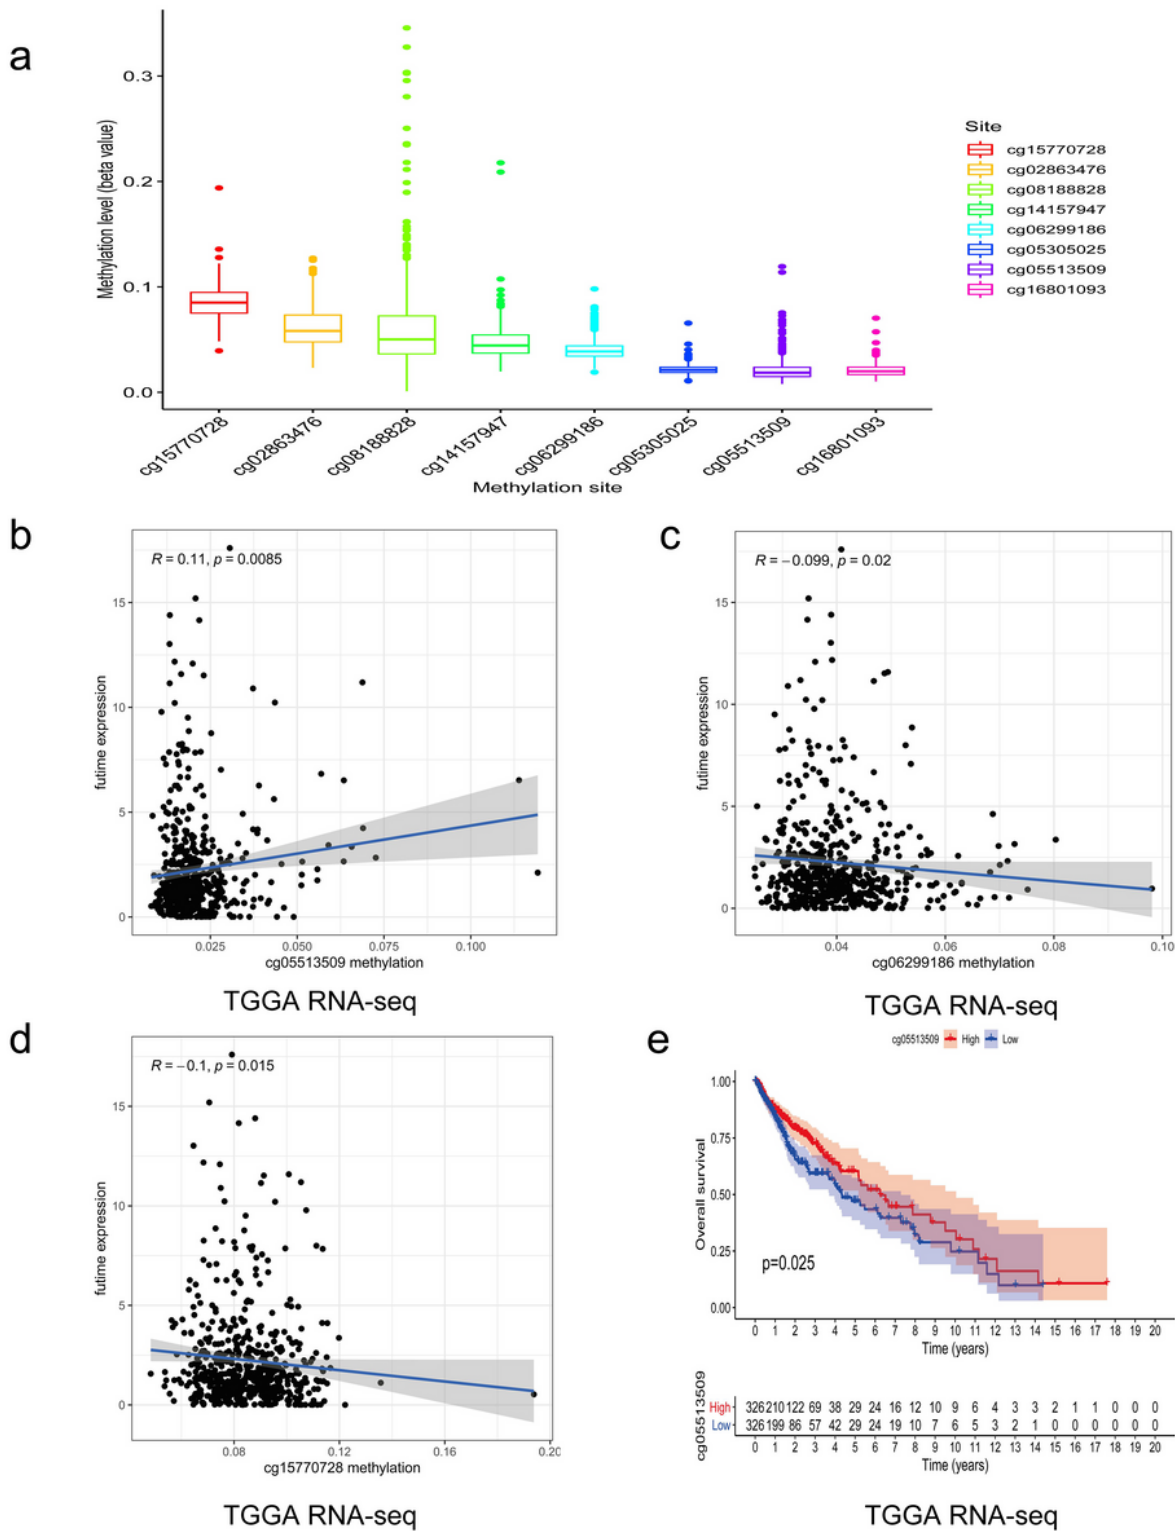 a
Methylation level (beta value)
0.3
0.2
0.1
0.0
cg15770728
cg02863476
cg08188828
cg14157947
cg06299186
cg05305025
cg05513509
cg16801093
Methylation site
Site
cg15770728
cg02863476
cg08188828
cg14157947
cg06299186
cg05305025
cg05513509
cg16801093
b
R = 0.11, p = 0.0085
futime expression
15
10
5
0
0.025
0.050
0.075
0.100
cg05513509 methylation
TGGA RNA-seq
c
R = −0.099, p = 0.02
futime expression
15
10
5
0
0.04
0.06
0.08
0.10
cg06299186 methylation
TGGA RNA-seq
d
R = −0.1, p = 0.015
futime expression
15
10
5
0
0.08
0.12
0.16
0.20
cg15770728 methylation
TGGA RNA-seq
e
cg05513509 High Low
Overall survival
1.00
0.75
0.50
0.25
0.00
p=0.025
0 1 2 3 4 5 6 7 8 9 10 11 12 13 14 15 16 17 18 19 20
Time (years)
cg05513509
High 326 210 122 69 38 29 24 16 12 10 9 6 4 3 3 2 1 1 0 0 0
Low 326 199 86 57 42 29 24 19 10 7 6 5 3 2 1 0 0 0 0 0 0
0 1 2 3 4 5 6 7 8 9 10 11 12 13 14 15 16 17 18 19 20
Time (years)
TGGA RNA-seq